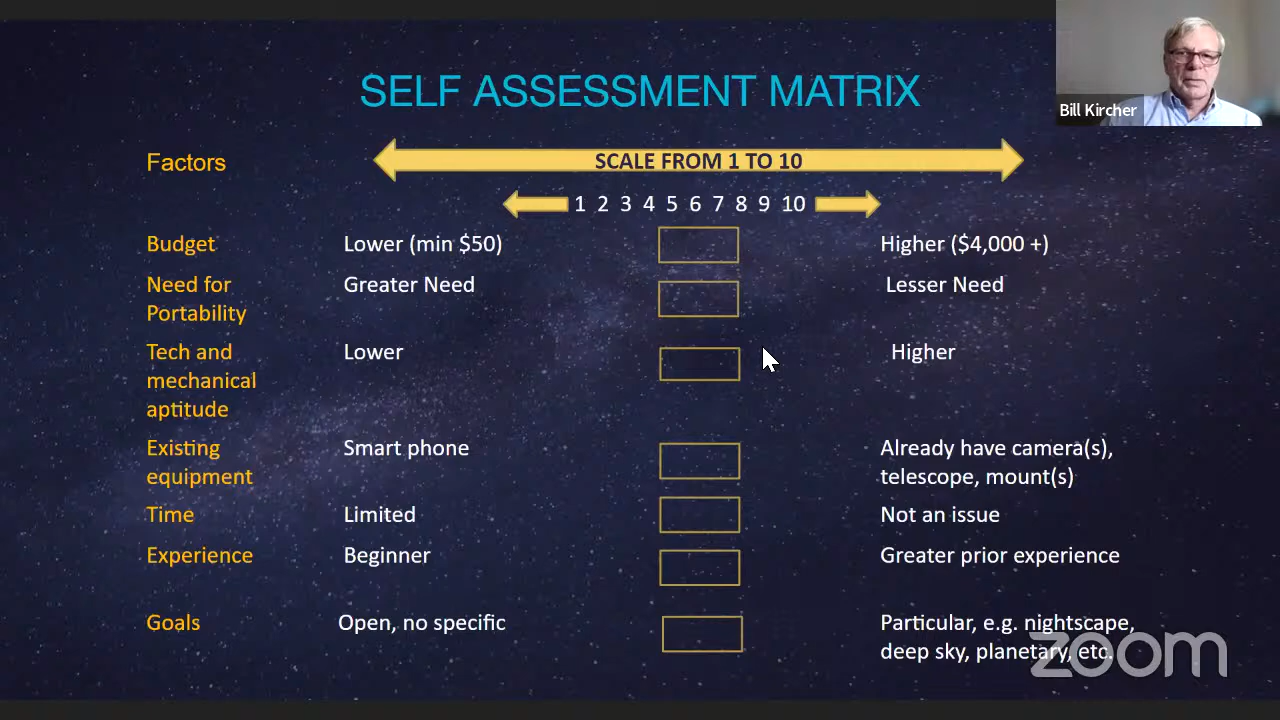 SELF ASSESSMENT MATRIX
Bill Kircher
Factors
SCALE FROM 1 TO 10
1 2 3 4 5 6 7 8 9 10
Budget Lower (min $50) Higher ($4,000 +)
Need for Greater Need Lesser Need
Portability
Tech and Lower Higher
mechanical
aptitude
Existing Smart phone Already have camera(s),
equipment telescope, mount(s)
Time Limited Not an issue
Experience Beginner Greater prior experience
Goals Open, no specific Particular, e.g. nightscape,
deep sky, planetary, etc.
zoom